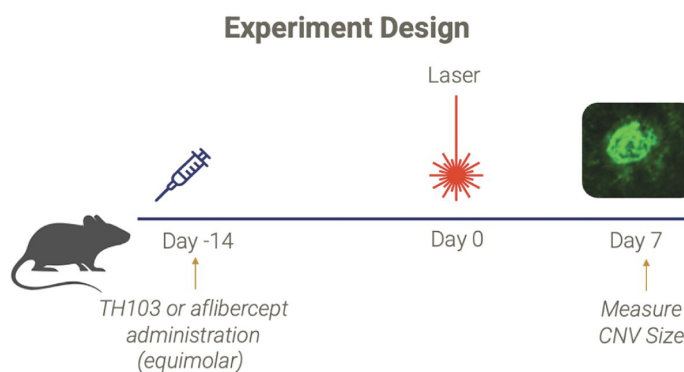 Experiment Design
Laser
Day -14
Day 0
Day 7
TH103 or aflibercept
administration
(equimolar)
Measure
CNV Size